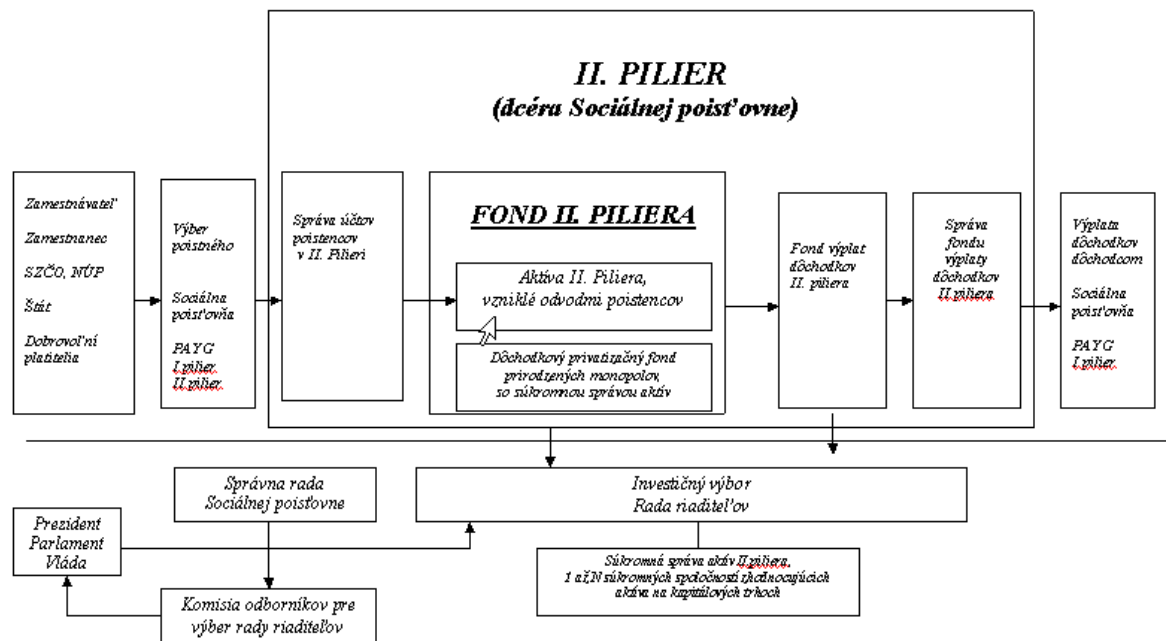 II. PILIER
(dcéra Sociálnej poisťovne)
Zamestnávateľ
Zamestnanec
SZČO, NÚP
Štát
Dobrovoľní
platitelia
Výber
poistného
Sociálna
poisťovňa
PAYG
I.pilier
II.pilier
Správa účtov
poistencov
v II. Pilieri
FOND II. PILIERA
Aktíva II. Piliera,
vzniklé odvodmi poistencov
Dôchodkový privatizačný fond
prirodzených monopolov,
so súkromnou správou aktív
Fond výplat
dôchodkov
II. piliera
Správa
fondu
výplaty
dôchodkov
II.piliera
Výplata
dôchodkov
dôchodcom
Sociálna
poisťovňa
PAYG
I.pilier
Správna rada
Sociálnej poisťovne
Investičný výbor
Rada riaditeľov
Prezident
Parlament
Vláda
Súkromná správa aktív II.piliera,
1 až,N súkromných spoločností zhodnocujúcich
aktíva na kapitálových trhoch
Komisia odborníkov pre
výber rady riaditeľov